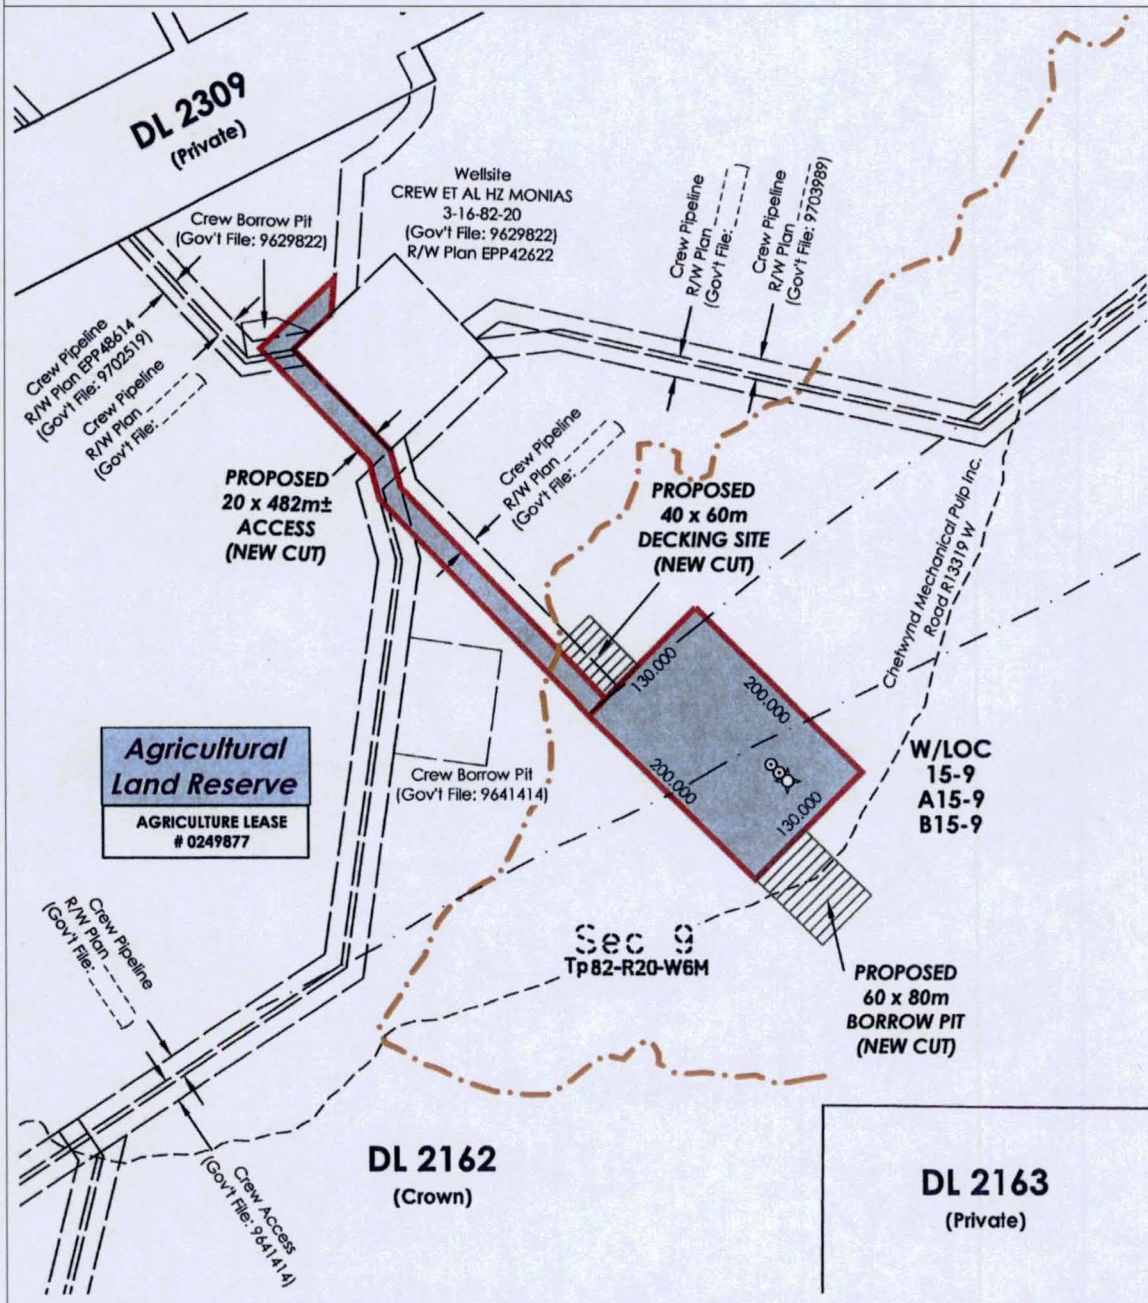 DL 2309
(Private)
Wellsite
CREW ET AL HZ MONIAS
3-16-82-20
(Gov't File: 9629822)
R/W Plan EPP42622
Crew Borrow Pit
(Gov't File: 9629822)
Crew Pipeline
R/W Plan
(Gov't File:
Crew Pipeline
R/W Plan
(Gov't File: 9703989)
Crew Pipeline
R/W Plan EPP48614
(Gov't File: 9702519)
Crew Pipeline
R/W Plan
(Gov't File:
Crew Pipeline
R/W Plan
(Gov't File:
PROPOSED
20 x 482m±
ACCESS
(NEW CUT)
PROPOSED
40 x 60m
DECKING SITE
(NEW CUT)
Chetwynd Mechanical Pulp Inc.
Road R13319 W
130.000
200.000
200.000
130.000
W/LOC
15-9
A15-9
B15-9
Agricultural
Land Reserve
AGRICULTURE LEASE
# 0249877
Crew Borrow Pit
(Gov't File: 9641414)
Crew Pipeline
R/W Plan
(Gov't File:
Sec 9
Tp82-R20-W6M
PROPOSED
60 x 80m
BORROW PIT
(NEW CUT)
Crew Access
(Gov't File: 9641414)
DL 2162
(Crown)
DL 2163
(Private)